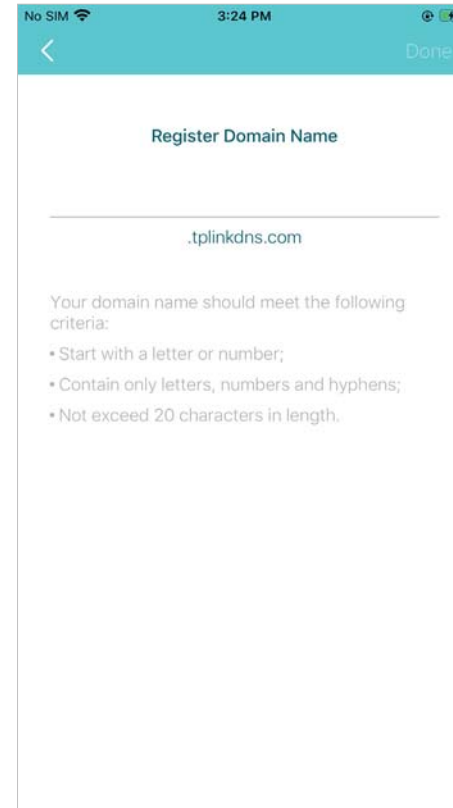 No SIM 3:24 PM
Done
Register Domain Name
.tplinkdns.com
Your domain name should meet the following
criteria:
• Start with a letter or number;
• Contain only letters, numbers and hyphens;
• Not exceed 20 characters in length.